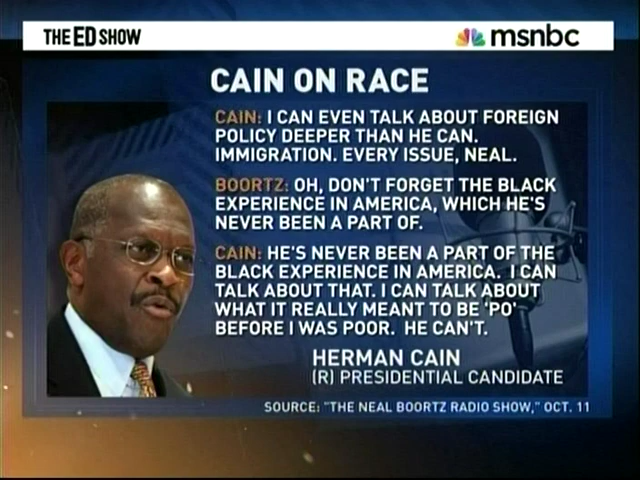 THE ED SHOW
msnbc
CAIN ON RACE
CAIN: I CAN EVEN TALK ABOUT FOREIGN
POLICY DEEPER THAN HE CAN.
IMMIGRATION. EVERY ISSUE, NEAL.
BOORTZ: OH, DON'T FORGET THE BLACK
EXPERIENCE IN AMERICA, WHICH HE'S
NEVER BEEN A PART OF.
CAIN: HE'S NEVER BEEN A PART OF THE
BLACK EXPERIENCE IN AMERICA. I CAN
TALK ABOUT THAT. I CAN TALK ABOUT
WHAT IT REALLY MEANT TO BE 'PO'
BEFORE I WAS POOR. HE CAN'T.
HERMAN CAIN
(R) PRESIDENTIAL CANDIDATE
SOURCE: "THE NEAL BOORTZ RADIO SHOW," OCT. 11